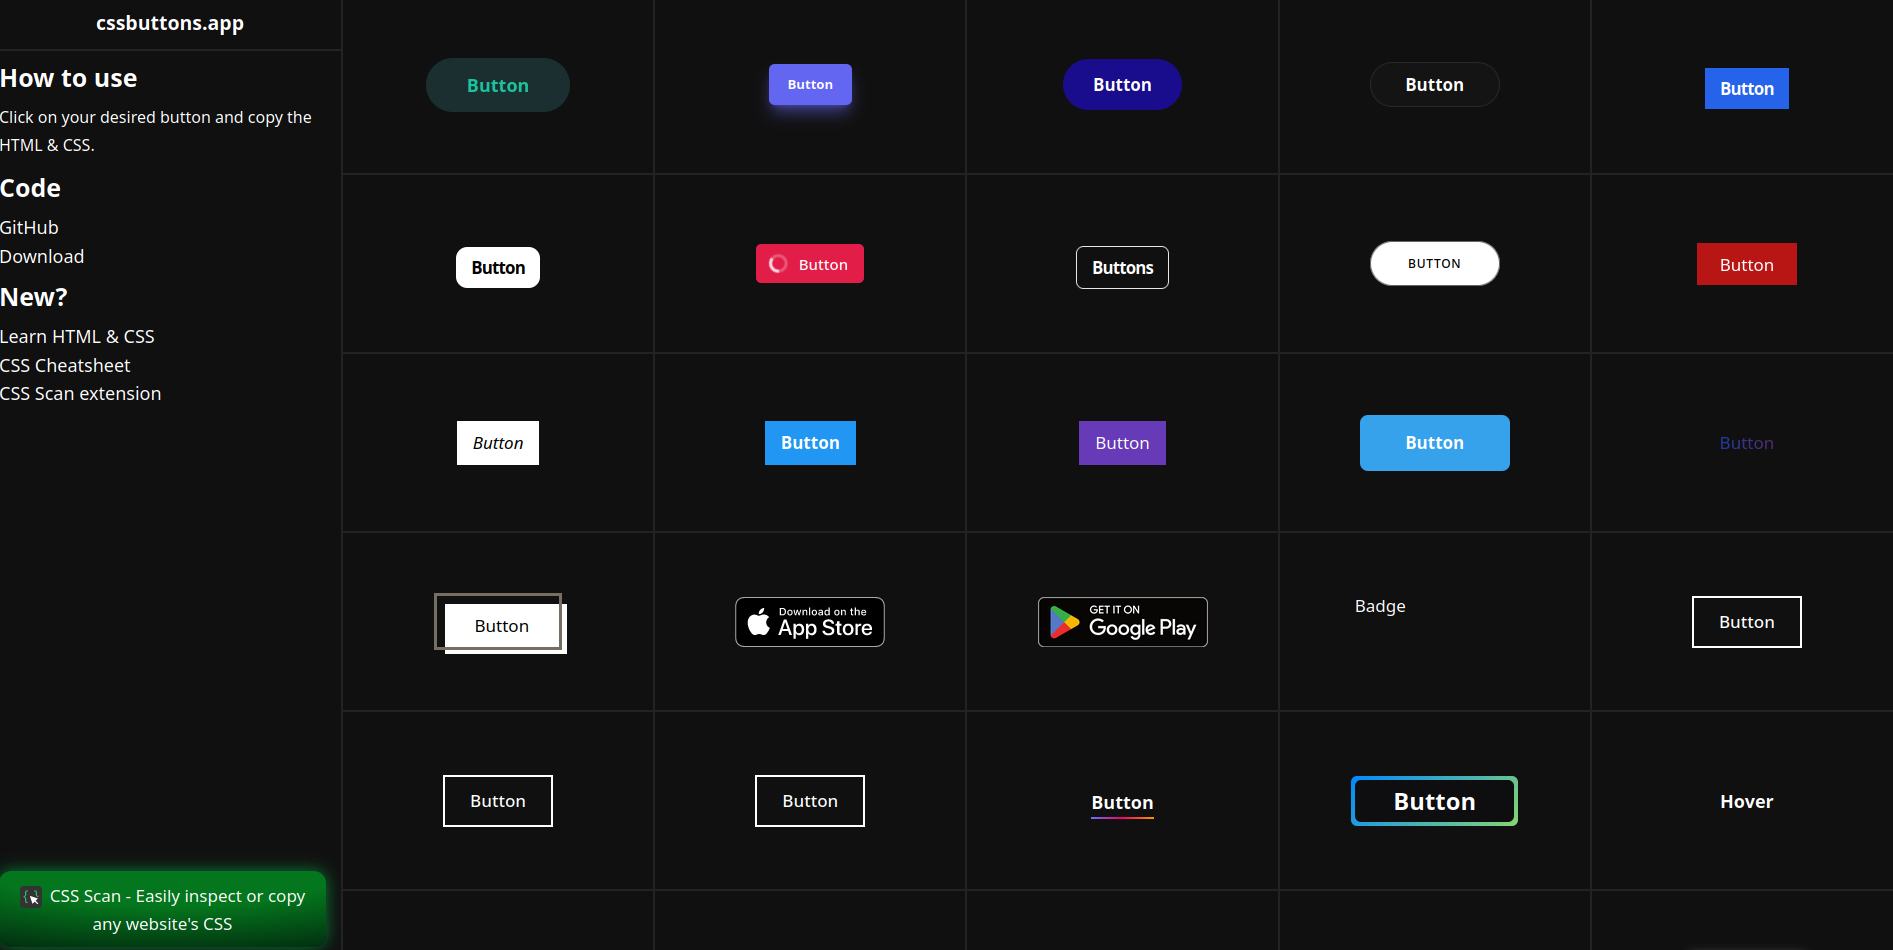 cssbuttons.app
How to use
Click on your desired button and copy the
HTML & CSS.
Code
GitHub
Download
New?
Learn HTML & CSS
CSS Cheatsheet
CSS Scan extension
CSS Scan - Easily inspect or copy
any website's CSS
Button
Button
Button
Button
Button
Button
Button
Buttons
BUTTON
Button
Button
Button
Button
Button
Button
Button
Download on the
App Store
GET IT ON
Google Play
Badge
Button
Button
Button
Button
Button
Hover